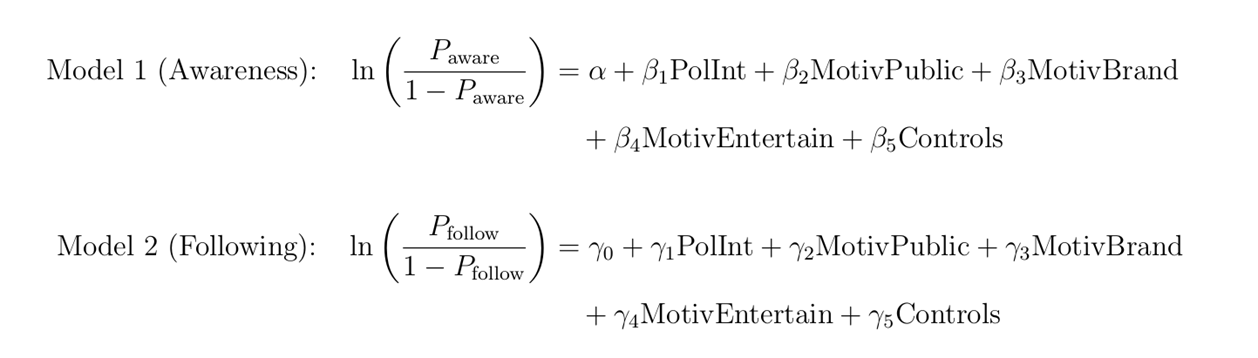 Model 1 (Awareness): ln(P_aware / (1 − P_aware)) = α + β₁PolInt + β₂MotivPublic + β₃MotivBrand
+ β₄MotivEntertain + β₅Controls
Model 2 (Following): ln(P_follow / (1 − P_follow)) = γ₀ + γ₁PolInt + γ₂MotivPublic + γ₃MotivBrand
+ γ₄MotivEntertain + γ₅Controls